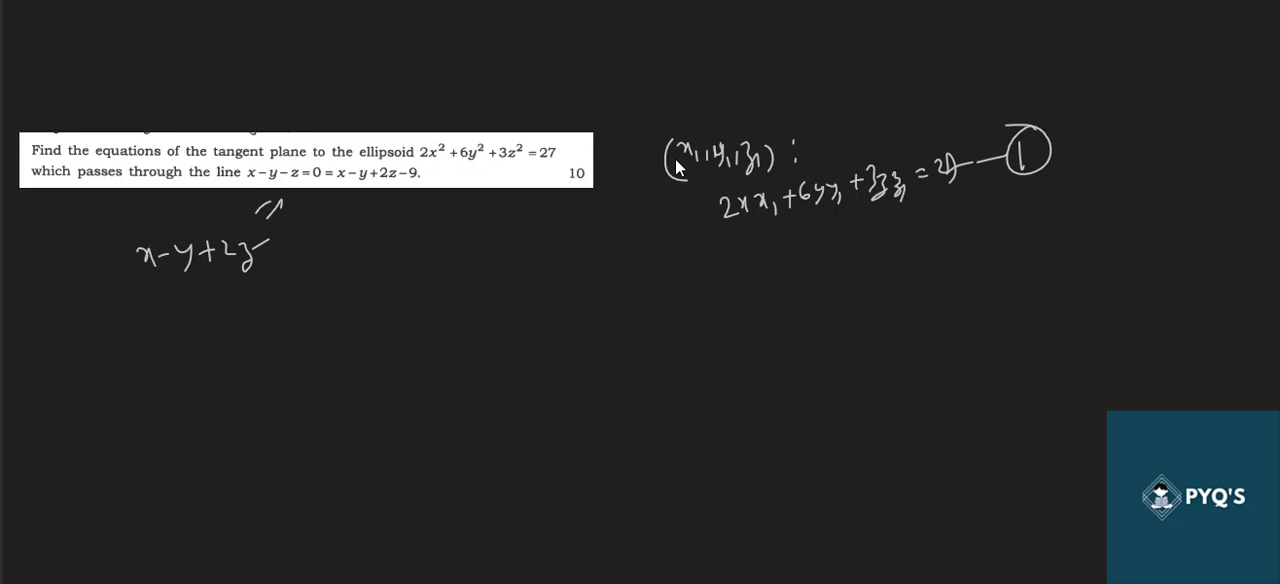 Find the equations of the tangent plane to the ellipsoid 2x² + 6y² + 3z² = 27
which passes through the line x − y − z = 0 = x − y + 2z − 9. 10
(x₁, y₁, z₁) :
2xx₁ + 6yy₁ + 3zz₁ = 27 — ①
x − y + 2z
PYQ'S